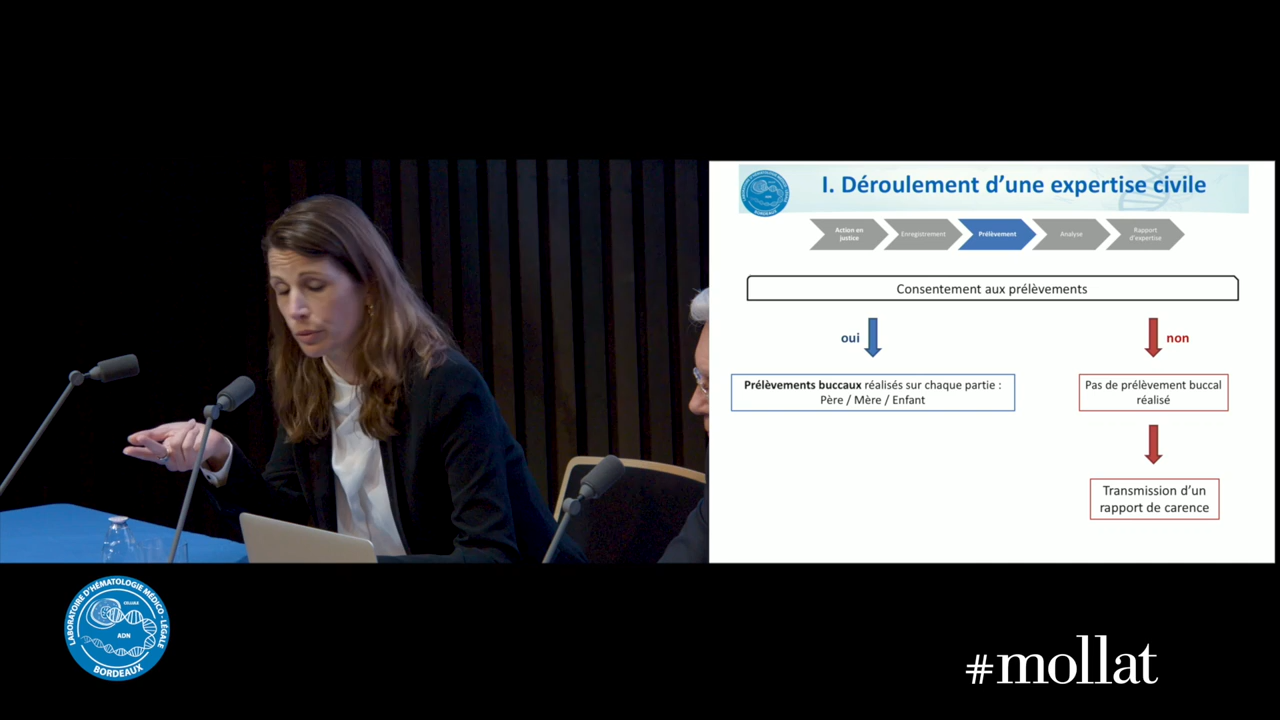 I. Déroulement d'une expertise civile
Action en
justice
Enregistrement
Prélèvement
Analyse
Rapport
d'expertise
Consentement aux prélèvements
oui
non
Prélèvements buccaux réalisés sur chaque partie :
Père / Mère / Enfant
Pas de prélèvement buccal
réalisé
Transmission d'un
rapport de carence
LABORATOIRE D'HÉMATOLOGIE MÉDICO-LÉGALE
CELLULE
ADN
BORDEAUX
#mollat